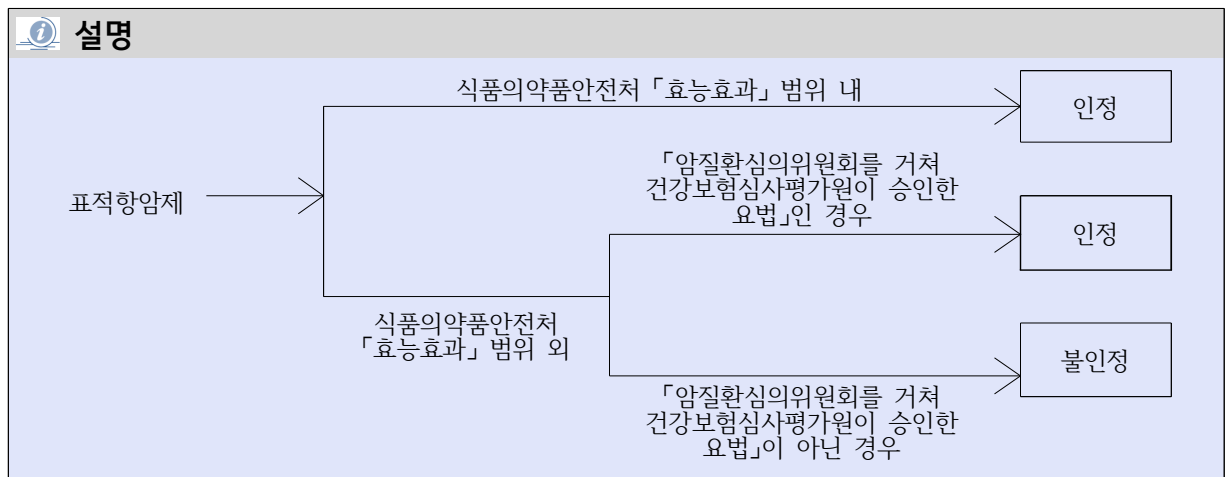 설명
식품의약품안전처「효능효과」범위 내
인정
「암질환심의위원회를 거쳐
건강보험심사평가원이 승인한
요법」인 경우
표적항암제
인정
식품의약품안전처
「효능효과」범위 외
불인정
「암질환심의위원회를 거쳐
건강보험심사평가원이 승인한
요법」이 아닌 경우